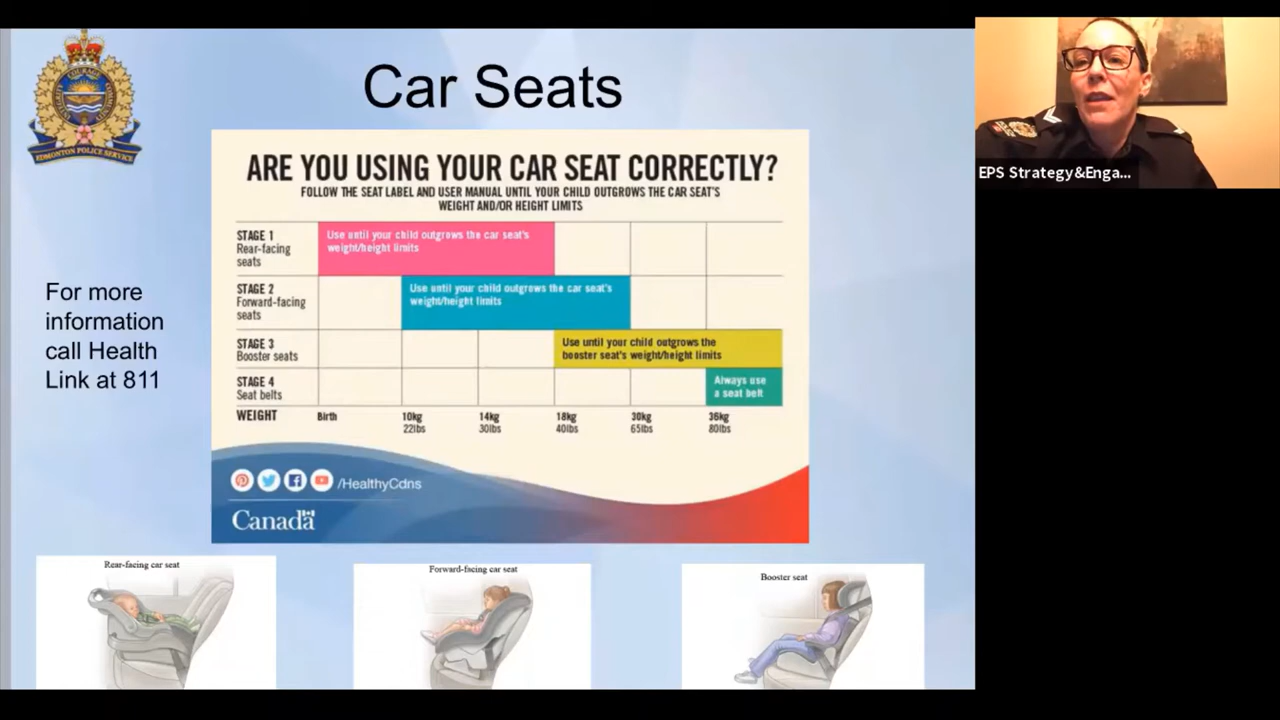 Car Seats
EDMONTON POLICE SERVICE
ARE YOU USING YOUR CAR SEAT CORRECTLY?
FOLLOW THE SEAT LABEL AND USER MANUAL UNTIL YOUR CHILD OUTGROWS THE CAR SEAT'S
WEIGHT AND/OR HEIGHT LIMITS
STAGE 1
Rear-facing
seats
Use until your child outgrows the car seat's
weight/height limits
STAGE 2
Forward-facing
seats
Use until your child outgrows the car seat's
weight/height limits
STAGE 3
Booster seats
Use until your child outgrows the
booster seat's weight/height limits
STAGE 4
Seat belts
Always use
a seat belt
WEIGHT
Birth
10kg
22lbs
14kg
30lbs
18kg
40lbs
30kg
65lbs
36kg
80lbs
/HealthyCdns
Canada
For more
information
call Health
Link at 811
Rear-facing car seat
Forward-facing car seat
Booster seat
EPS Strategy&Enga...